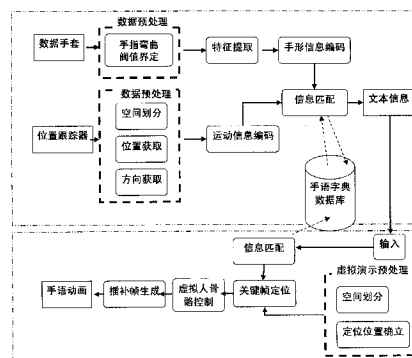 数据预处理
数据手套
手指弯曲
阈值界定
特征提取
手形信息编码
数据预处理
空间划分
位置获取
方向获取
位置跟踪器
运动信息编码
信息匹配
文本信息
手语字典
数据库
信息匹配
输入
虚拟演示预处理
空间划分
定位位置确立
手语动画
插补帧生成
虚拟人骨
骼控制
关键帧定位